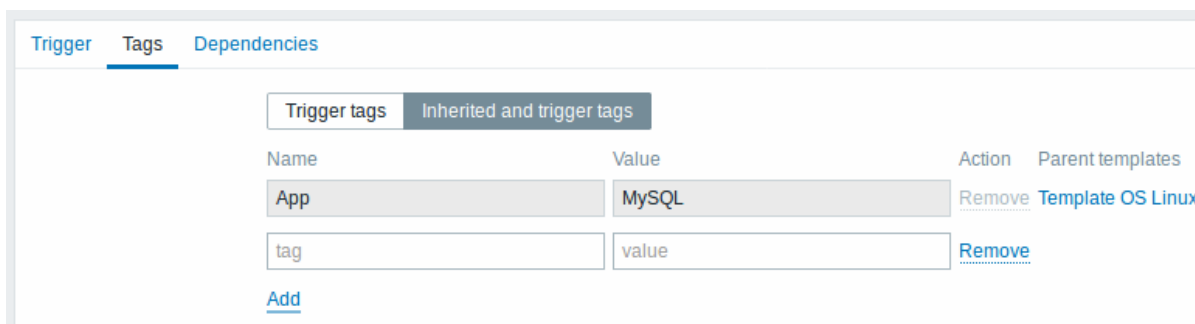 Trigger Tags Dependencies
Trigger tags Inherited and trigger tags
Name Value Action Parent templates
App MySQL Remove Template OS Linux
tag value Remove
Add